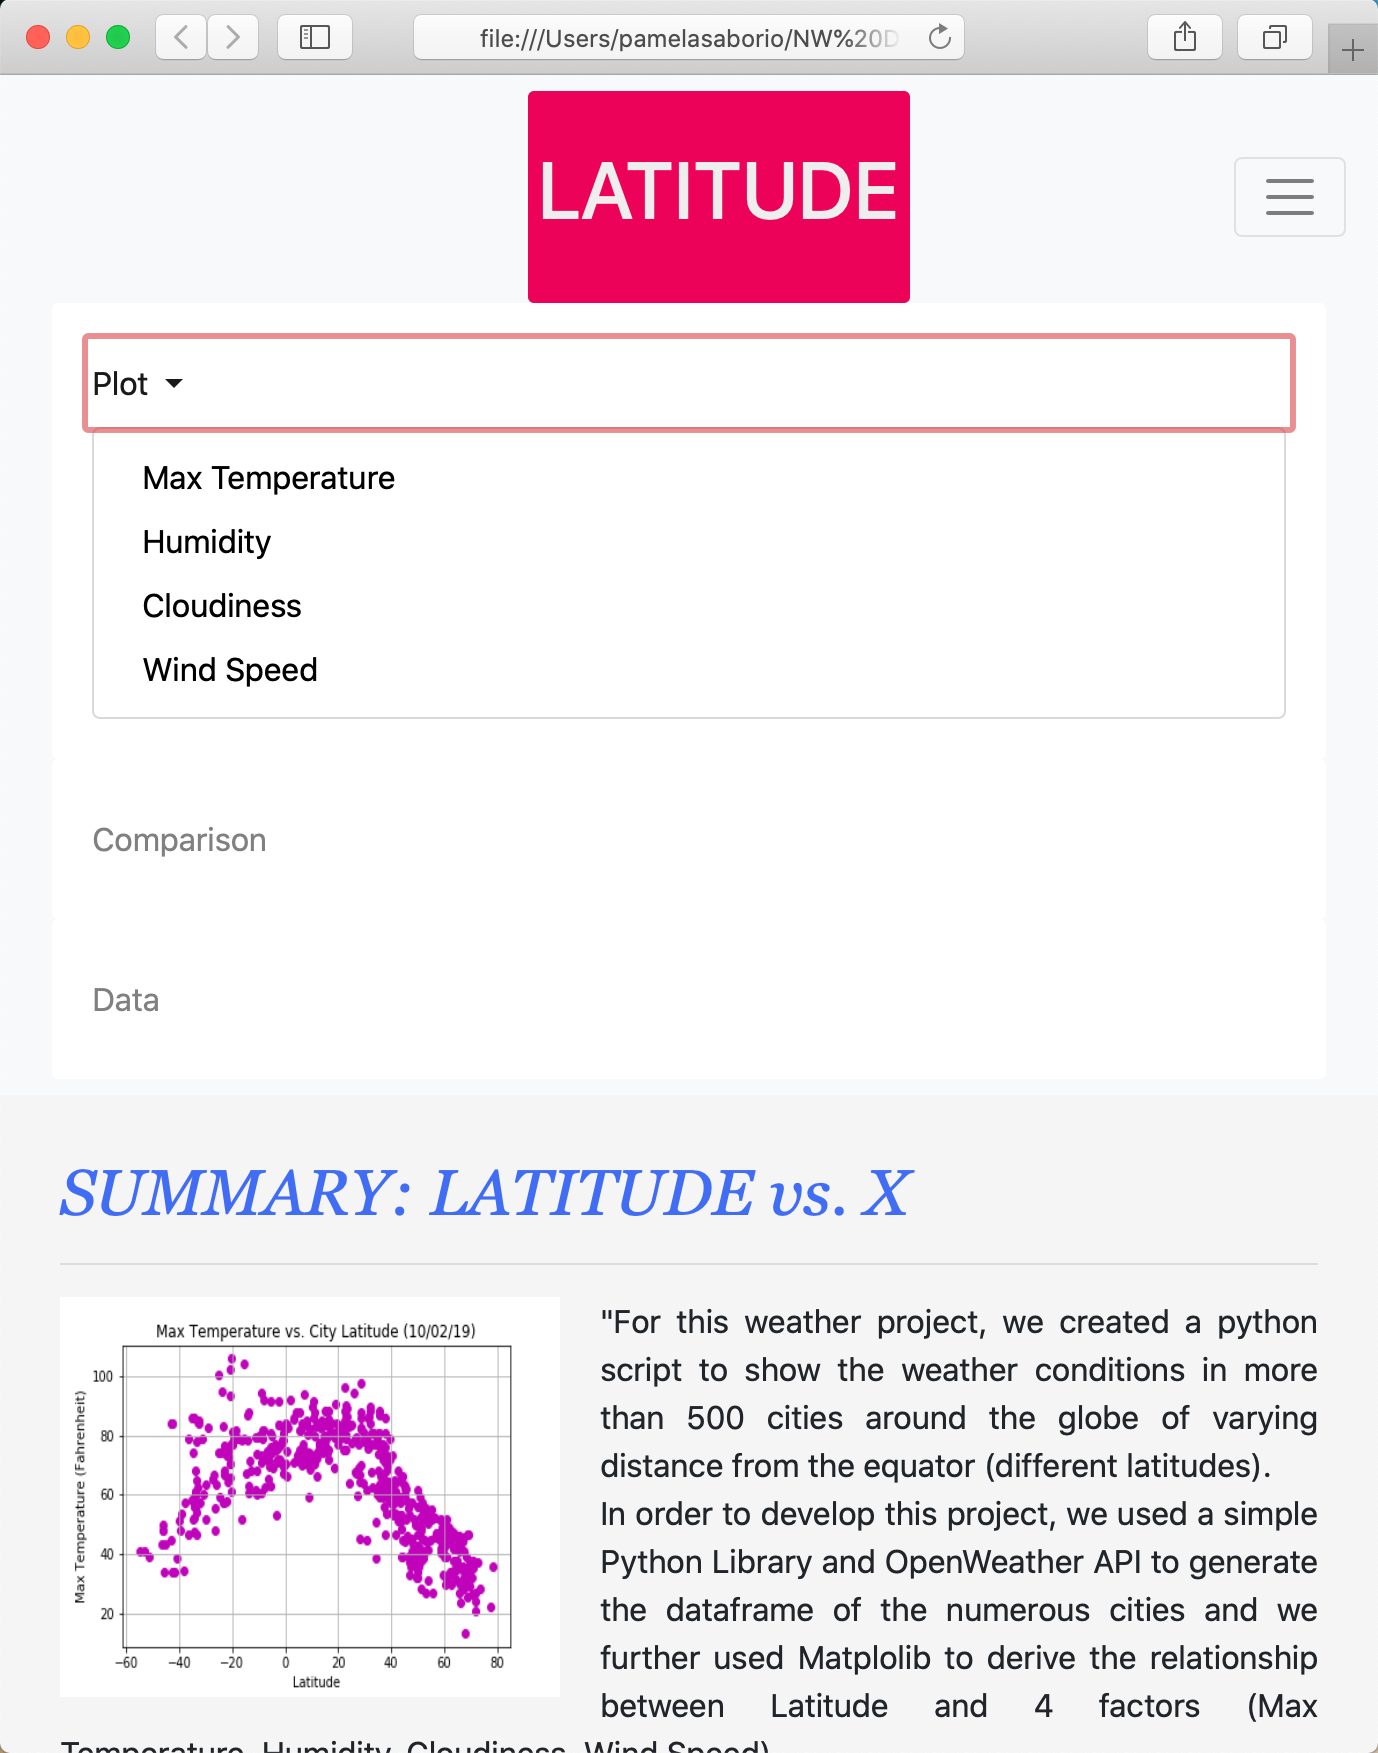 file:///Users/pamelasaborio/NW%20D
LATITUDE
Plot
Max Temperature
Humidity
Cloudiness
Wind Speed
Comparison
Data
SUMMARY: LATITUDE vs. X
Max Temperature vs. City Latitude (10/02/19)
Max Temperature (Fahrenheit)
100
80
60
40
20
−60 −40 −20 0 20 40 60 80
Latitude
"For this weather project, we created a python
script to show the weather conditions in more
than 500 cities around the globe of varying
distance from the equator (different latitudes).
In order to develop this project, we used a simple
Python Library and OpenWeather API to generate
the dataframe of the numerous cities and we
further used Matplolib to derive the relationship
between Latitude and 4 factors (Max
Temperature, Humidity, Cloudiness, Wind Speed)